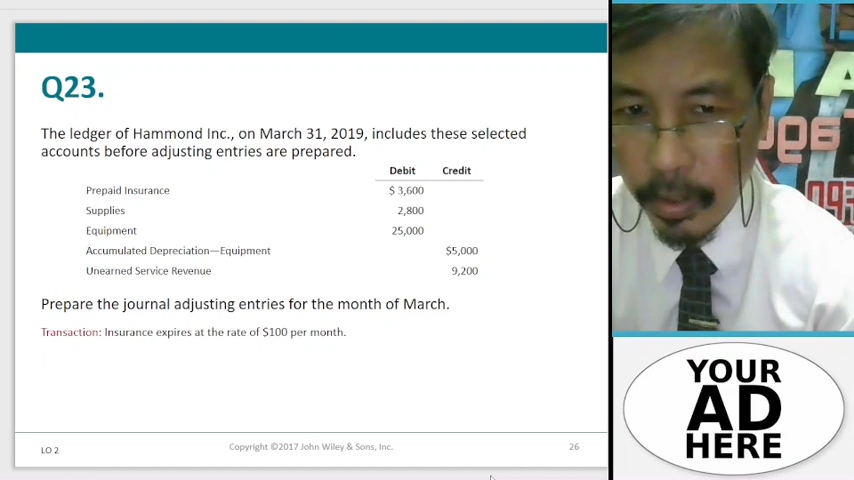 Q23.
The ledger of Hammond Inc., on March 31, 2019, includes these selected
accounts before adjusting entries are prepared.
Debit Credit
Prepaid Insurance $ 3,600
Supplies 2,800
Equipment 25,000
Accumulated Depreciation—Equipment $5,000
Unearned Service Revenue 9,200
Prepare the journal adjusting entries for the month of March.
Transaction: Insurance expires at the rate of $100 per month.
LO 2
Copyright ©2017 John Wiley & Sons, Inc.
26
YOUR
AD
HERE